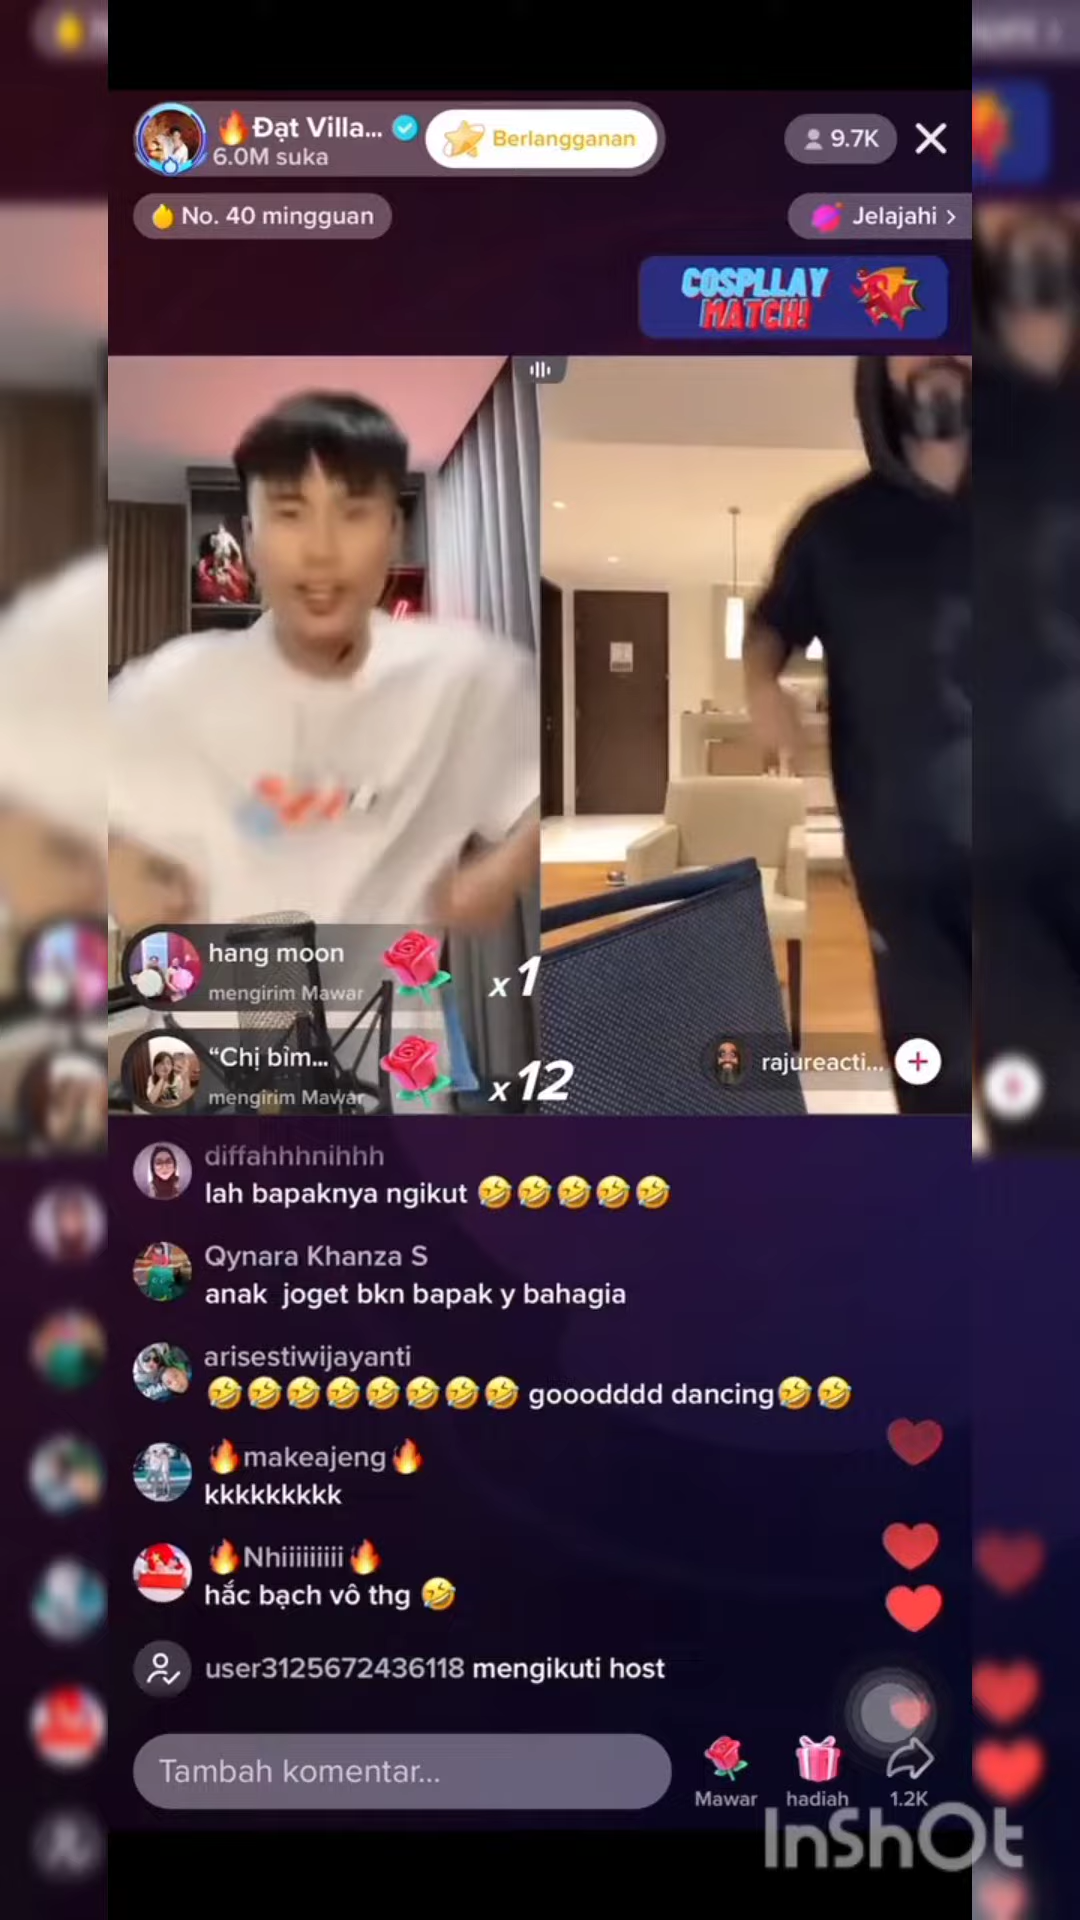 🔥Đạt Villa...
6.0M suka
Berlangganan
9.7K
No. 40 mingguan
Jelajahi >
COSPLLAY
MATCH!
hang moon
mengirim Mawar
x1
“Chị bìm...
mengirim Mawar
x12
rajureacti...
diffahhhnihhh
lah bapaknya ngikut 🤣🤣🤣🤣🤣
Qynara Khanza S
anak joget bkn bapak y bahagia
arisestiwijayanti
🤣🤣🤣🤣🤣🤣🤣🤣 gooodddd dancing🤣🤣
🔥makeajeng🔥
kkkkkkkkk
🔥Nhiiiiiiiii🔥
hắc bạch vô thg 🤣
user3125672436118 mengikuti host
Tambah komentar...
Mawar
hadiah
1.2K
InShOt